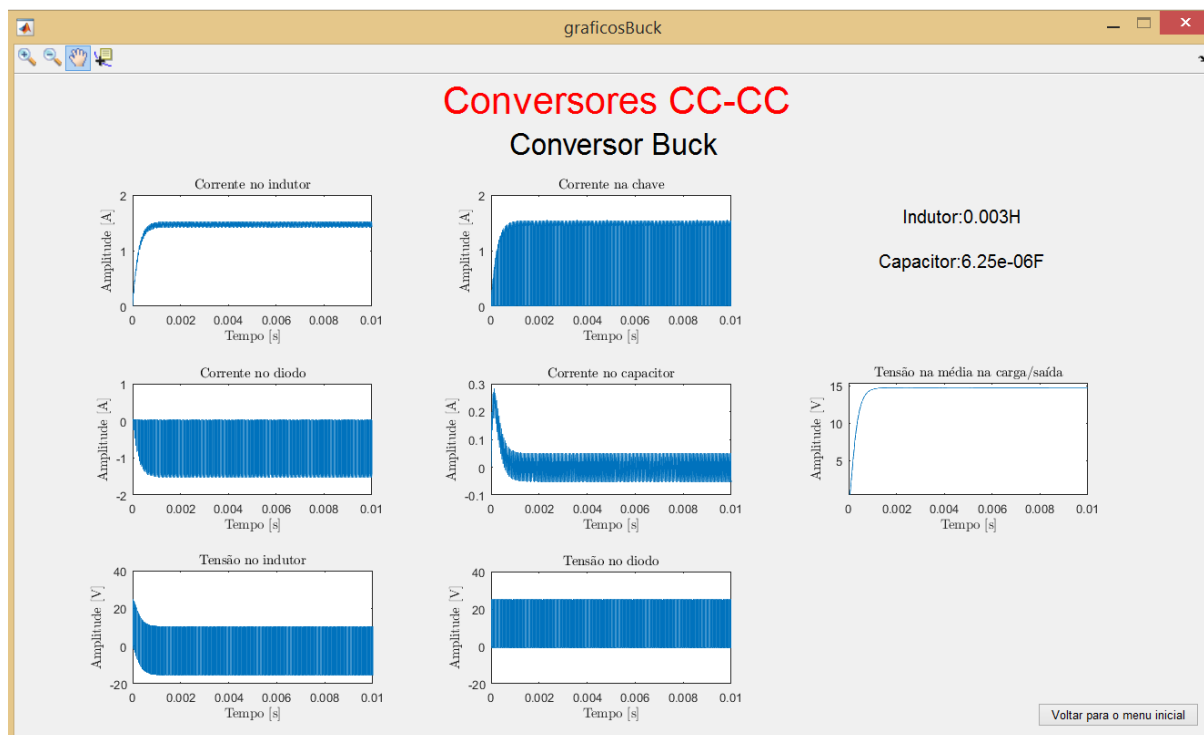 graficosBuck
Conversores CC-CC
Conversor Buck
Corrente no indutor
Amplitude [A]
2
1
0
0 0.002 0.004 0.006 0.008 0.01
Tempo [s]
Corrente na chave
Amplitude [A]
2
1
0
0 0.002 0.004 0.006 0.008 0.01
Tempo [s]
Indutor:0.003H
Capacitor:6.25e-06F
Corrente no diodo
Amplitude [A]
1
0
-1
-2
0 0.002 0.004 0.006 0.008 0.01
Tempo [s]
Corrente no capacitor
Amplitude [A]
0.3
0.2
0.1
0
-0.1
0 0.002 0.004 0.006 0.008 0.01
Tempo [s]
Tensão na média na carga/saída
Amplitude [V]
15
10
5
0 0.002 0.004 0.006 0.008 0.01
Tempo [s]
Tensão no indutor
Amplitude [V]
40
20
0
-20
0 0.002 0.004 0.006 0.008 0.01
Tempo [s]
Tensão no diodo
Amplitude [V]
40
20
0
-20
0 0.002 0.004 0.006 0.008 0.01
Tempo [s]
Voltar para o menu inicial